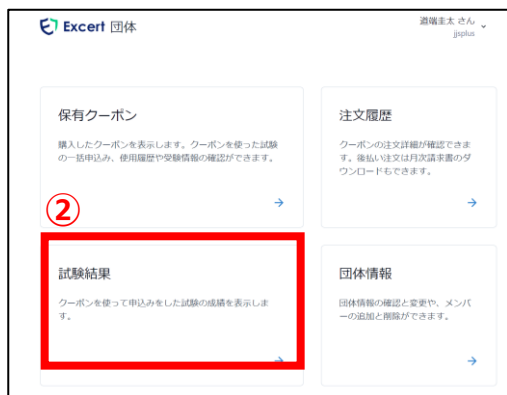 Excert 団体
道端圭太 さん
jjsplus
保有クーポン
購入したクーポンを表示します。クーポンを使った試験
の一括申込み、使用履歴や受験情報の確認ができます。
注文履歴
クーポンの注文詳細が確認できま
す。後払い注文は月次請求書のダ
ウンロードもできます。
②
試験結果
クーポンを使って申込みをした試験の成績を表示しま
す。
団体情報
団体情報の確認と変更や、メンバ
ーの追加と削除ができます。